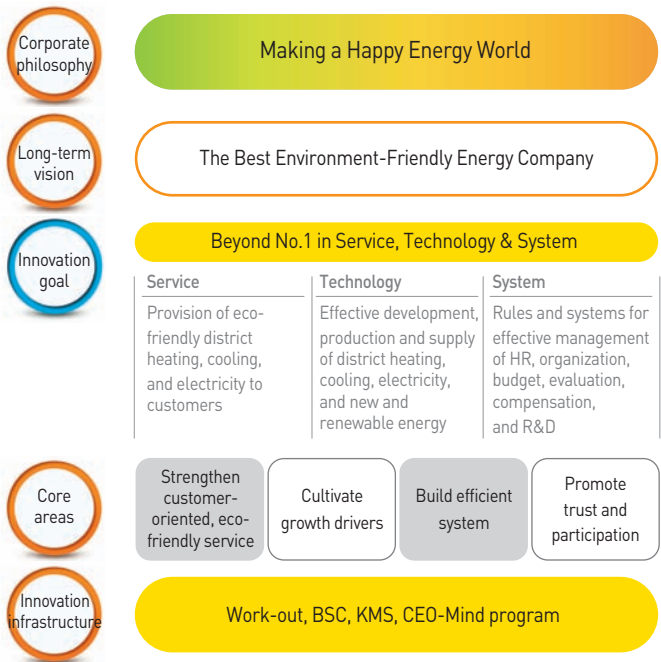 Corporate
philosophy
Making a Happy Energy World
Long-term
vision
The Best Environment-Friendly Energy Company
Innovation
goal
Beyond No.1 in Service, Technology & System
Service
Provision of eco-
friendly district
heating, cooling,
and electricity to
customers
Technology
Effective development,
production and supply
of district heating,
cooling, electricity,
and new and
renewable energy
System
Rules and systems for
effective management
of HR, organization,
budget, evaluation,
compensation,
and R&D
Core
areas
Strengthen
customer-
oriented, eco-
friendly service
Cultivate
growth drivers
Build efficient
system
Promote
trust and
participation
Innovation
infrastructure
Work-out, BSC, KMS, CEO-Mind program